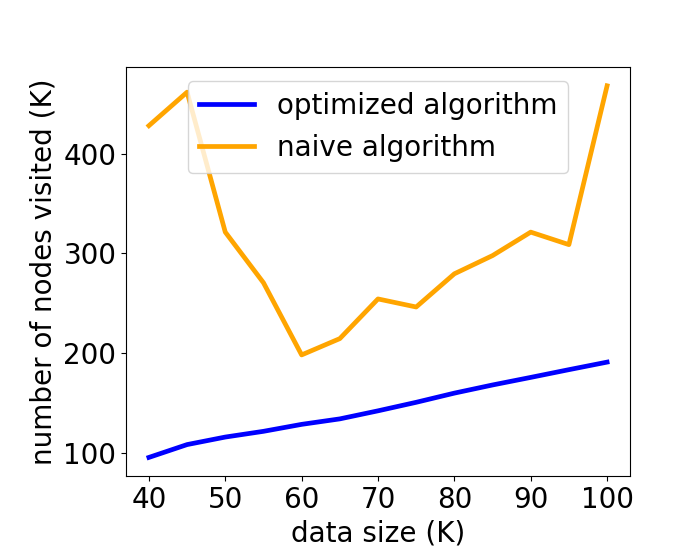 optimized algorithm
naive algorithm
number of nodes visited (K)
400
300
200
100
40 50 60 70 80 90 100
data size (K)